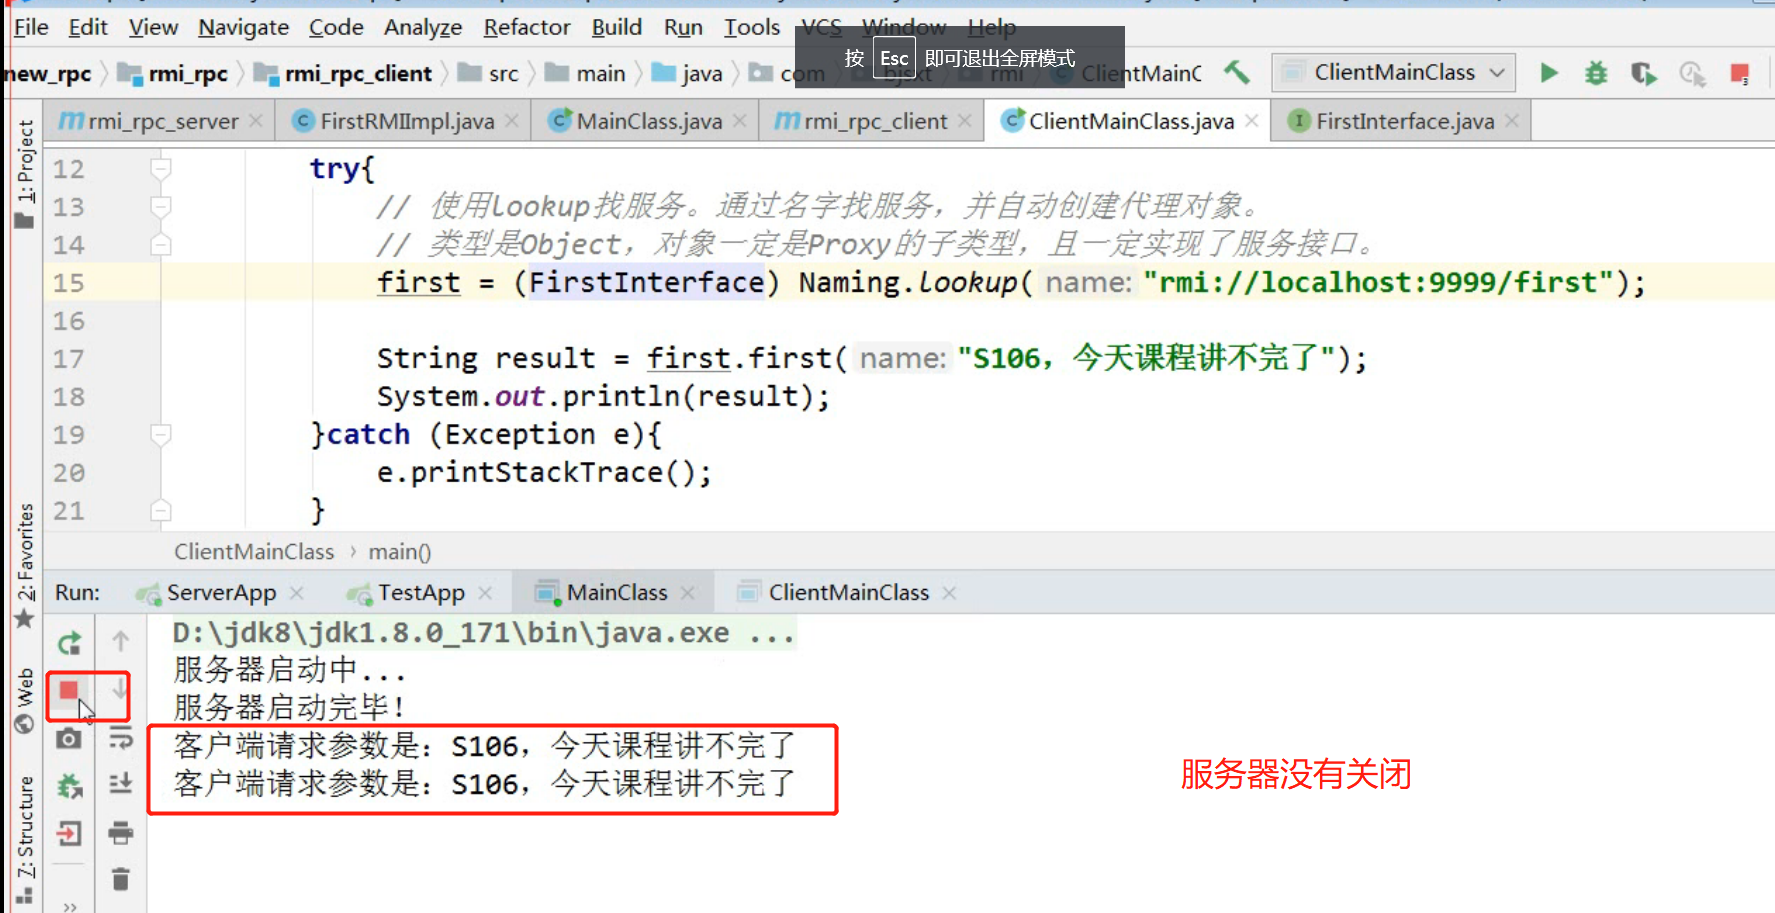 File Edit View Navigate Code Analyze Refactor Build Run Tools VCS Window Help
按 Esc 即可退出全屏模式
new_rpc rmi_rpc rmi_rpc_client src main java com bjsxt rmi ClientMainC ClientMainClass
rmi_rpc_server FirstRMIImpl.java MainClass.java rmi_rpc_client ClientMainClass.java FirstInterface.java
1: Project
12 try{
13 // 使用lookup找服务。通过名字找服务，并自动创建代理对象。
14 // 类型是Object，对象一定是Proxy的子类型，且一定实现了服务接口。
15 first = (FirstInterface) Naming.lookup( name: "rmi://localhost:9999/first");
16
17 String result = first.first( name: "S106，今天课程讲不完了");
18 System.out.println(result);
19 }catch (Exception e){
20 e.printStackTrace();
21 }
ClientMainClass › main()
2: Favorites
Run: ServerApp TestApp MainClass ClientMainClass
D:\jdk8\jdk1.8.0_171\bin\java.exe ...
服务器启动中...
服务器启动完毕！
客户端请求参数是：S106，今天课程讲不完了
客户端请求参数是：S106，今天课程讲不完了
服务器没有关闭
Web
7: Structure